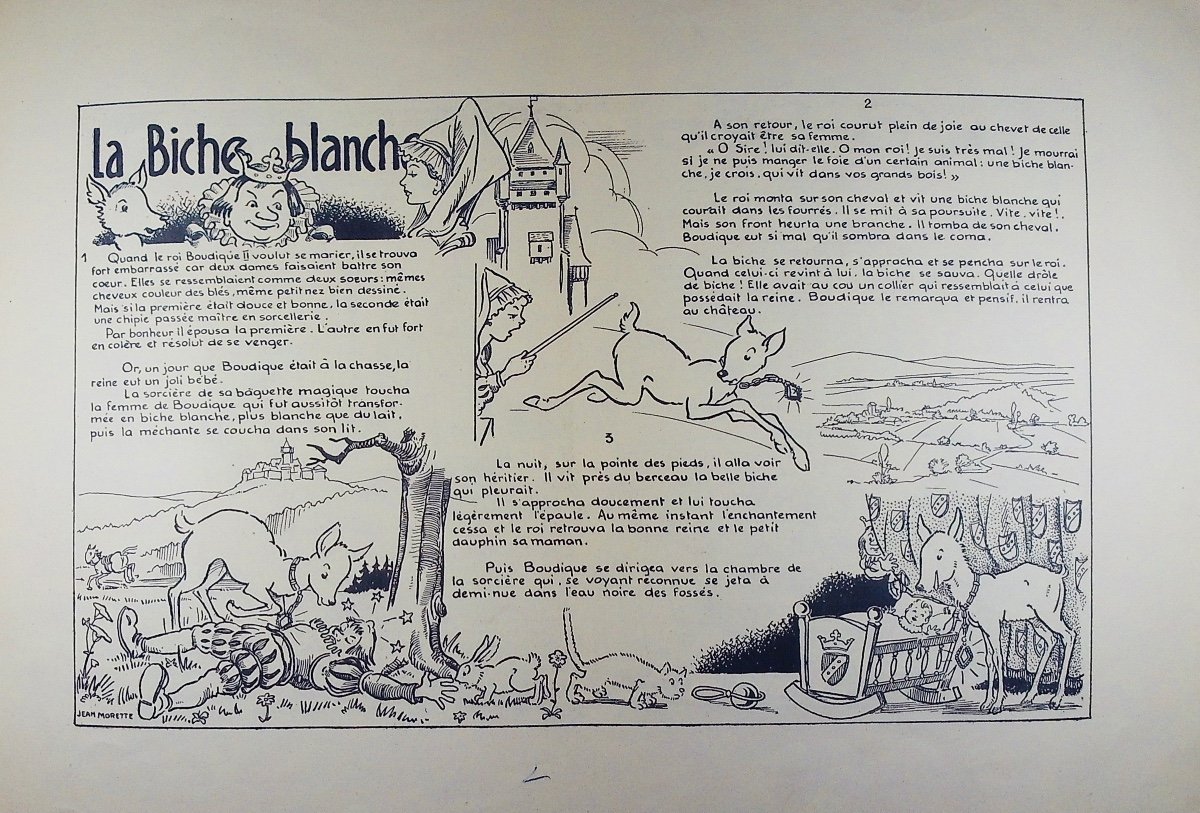 la Biche blanche
1 Quand le roi Boudique II voulut se marier, il se trouva
fort embarrassé car deux dames faisaient battre son
coeur. Elles se ressemblaient comme deux soeurs: mêmes
cheveux couleur des blés, même petit nez bien dessiné.
Mais si la première était douce et bonne, la seconde était
une chipie passée maître en sorcellerie.
Par bonheur il épousa la première. L'autre en fut fort
en colère et résolut de se venger.
Or, un jour que Boudique était à la chasse, la
reine eut un joli bébé.
La sorcière de sa baguette magique toucha
la femme de Boudique qui fut aussitôt transfor-
mée en biche blanche, plus blanche que du lait,
puis la méchante se coucha dans son lit.
2
A son retour, le roi courut plein de joie au chevet de celle
qu'il croyait être sa femme.
« O Sire! lui dit-elle. O mon roi! je suis très mal! Je mourrai
si je ne puis manger le foie d'un certain animal: une biche blan-
che, je crois, qui vit dans vos grands bois! »
Le roi monta sur son cheval et vit une biche blanche qui
courait dans les fourrés. Il se mit à sa poursuite. Vite, vite!.
Mais son front heurta une branche. Il tomba de son cheval.
Boudique eut si mal qu'il sombra dans le coma.
La biche se retourna, s'approcha et se pencha sur le roi.
Quand celui-ci revint à lui, la biche se sauva. Quelle drôle
de biche! Elle avait au cou un collier qui ressemblait à celui que
possédait la reine. Boudique le remarqua et pensif, il rentra
au château.
3
La nuit, sur la pointe des pieds, il alla voir
son héritier. Il vit près du berceau la belle biche
qui pleurait.
Il s'approcha doucement et lui toucha
légèrement l'épaule. Au même instant l'enchantement
cessa et le roi retrouva la bonne reine et le petit
dauphin sa maman.
Puis Boudique se dirigea vers la chambre de
la sorcière qui, se voyant reconnue se jeta à
demi-nue dans l'eau noire des fossés.
JEAN MORETTE